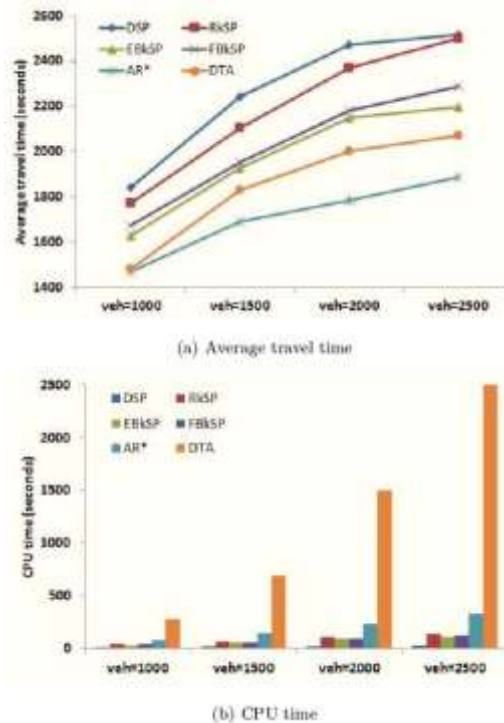 2600
2400
2200
2000
1800
1600
1400
Average travel time (seconds)
DSP
RkSP
EBkSP
FBkSP
AR*
DTA
veh=1000
veh=1500
veh=2000
veh=2500
(a) Average travel time
2500
2000
1500
1000
500
0
CPU time (seconds)
DSP
RkSP
EBkSP
FBkSP
AR*
DTA
veh=1000
veh=1500
veh=2000
veh=2500
(b) CPU time